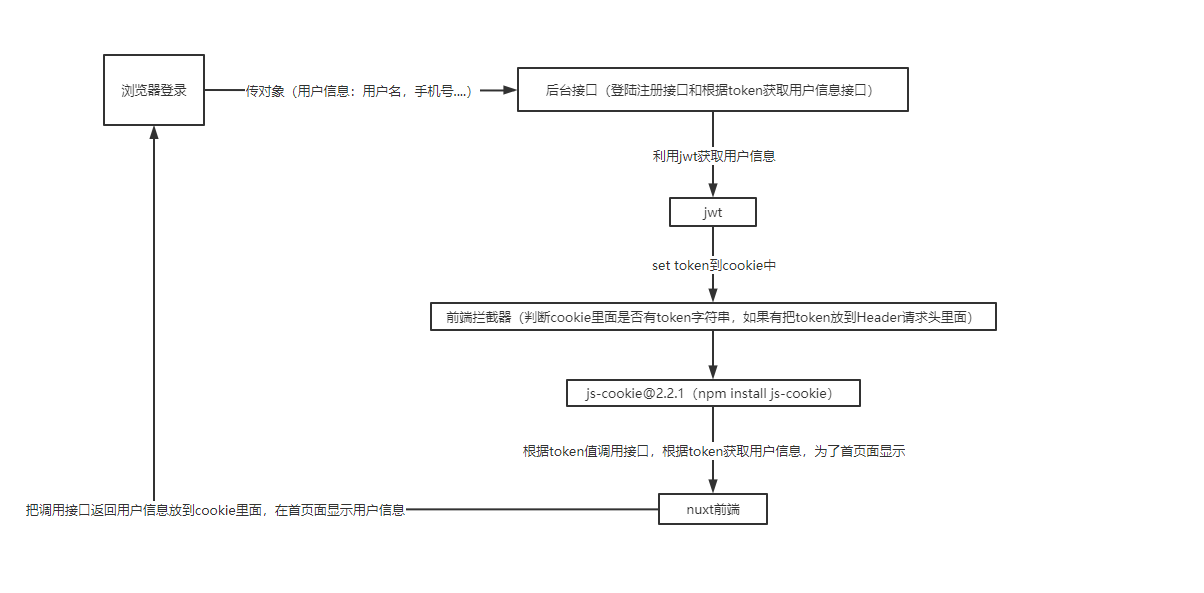 浏览器登录
传对象（用户信息：用户名，手机号....）
后台接口（登陆注册接口和根据token获取用户信息接口）
利用jwt获取用户信息
jwt
set token到cookie中
前端拦截器（判断cookie里面是否有token字符串，如果有把token放到Header请求头里面）
js-cookie@2.2.1（npm install js-cookie）
根据token值调用接口，根据token获取用户信息，为了首页面显示
把调用接口返回用户信息放到cookie里面，在首页面显示用户信息
nuxt前端